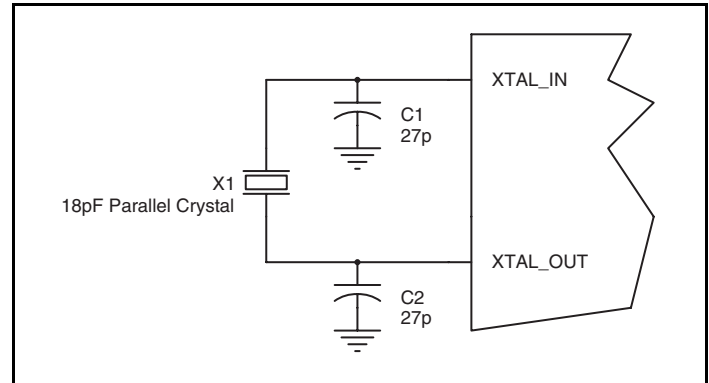 XTAL_IN
C1
27p
X1
18pF Parallel Crystal
XTAL_OUT
C2
27p